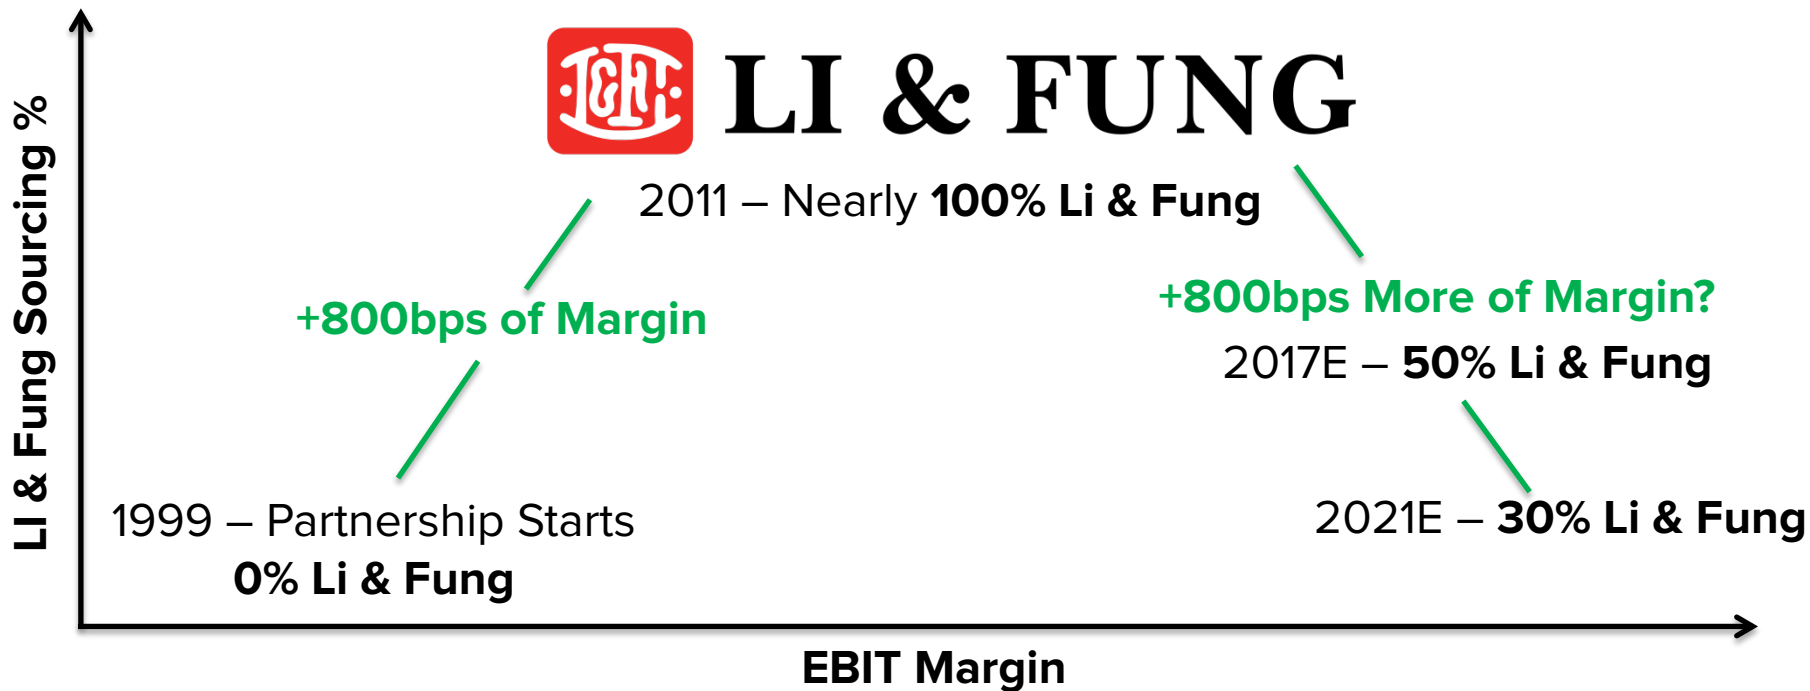 LI & FUNG
2011 – Nearly 100% Li & Fung
+800bps of Margin
+800bps More of Margin?
2017E – 50% Li & Fung
1999 – Partnership Starts
0% Li & Fung
2021E – 30% Li & Fung
LI & Fung Sourcing %
EBIT Margin